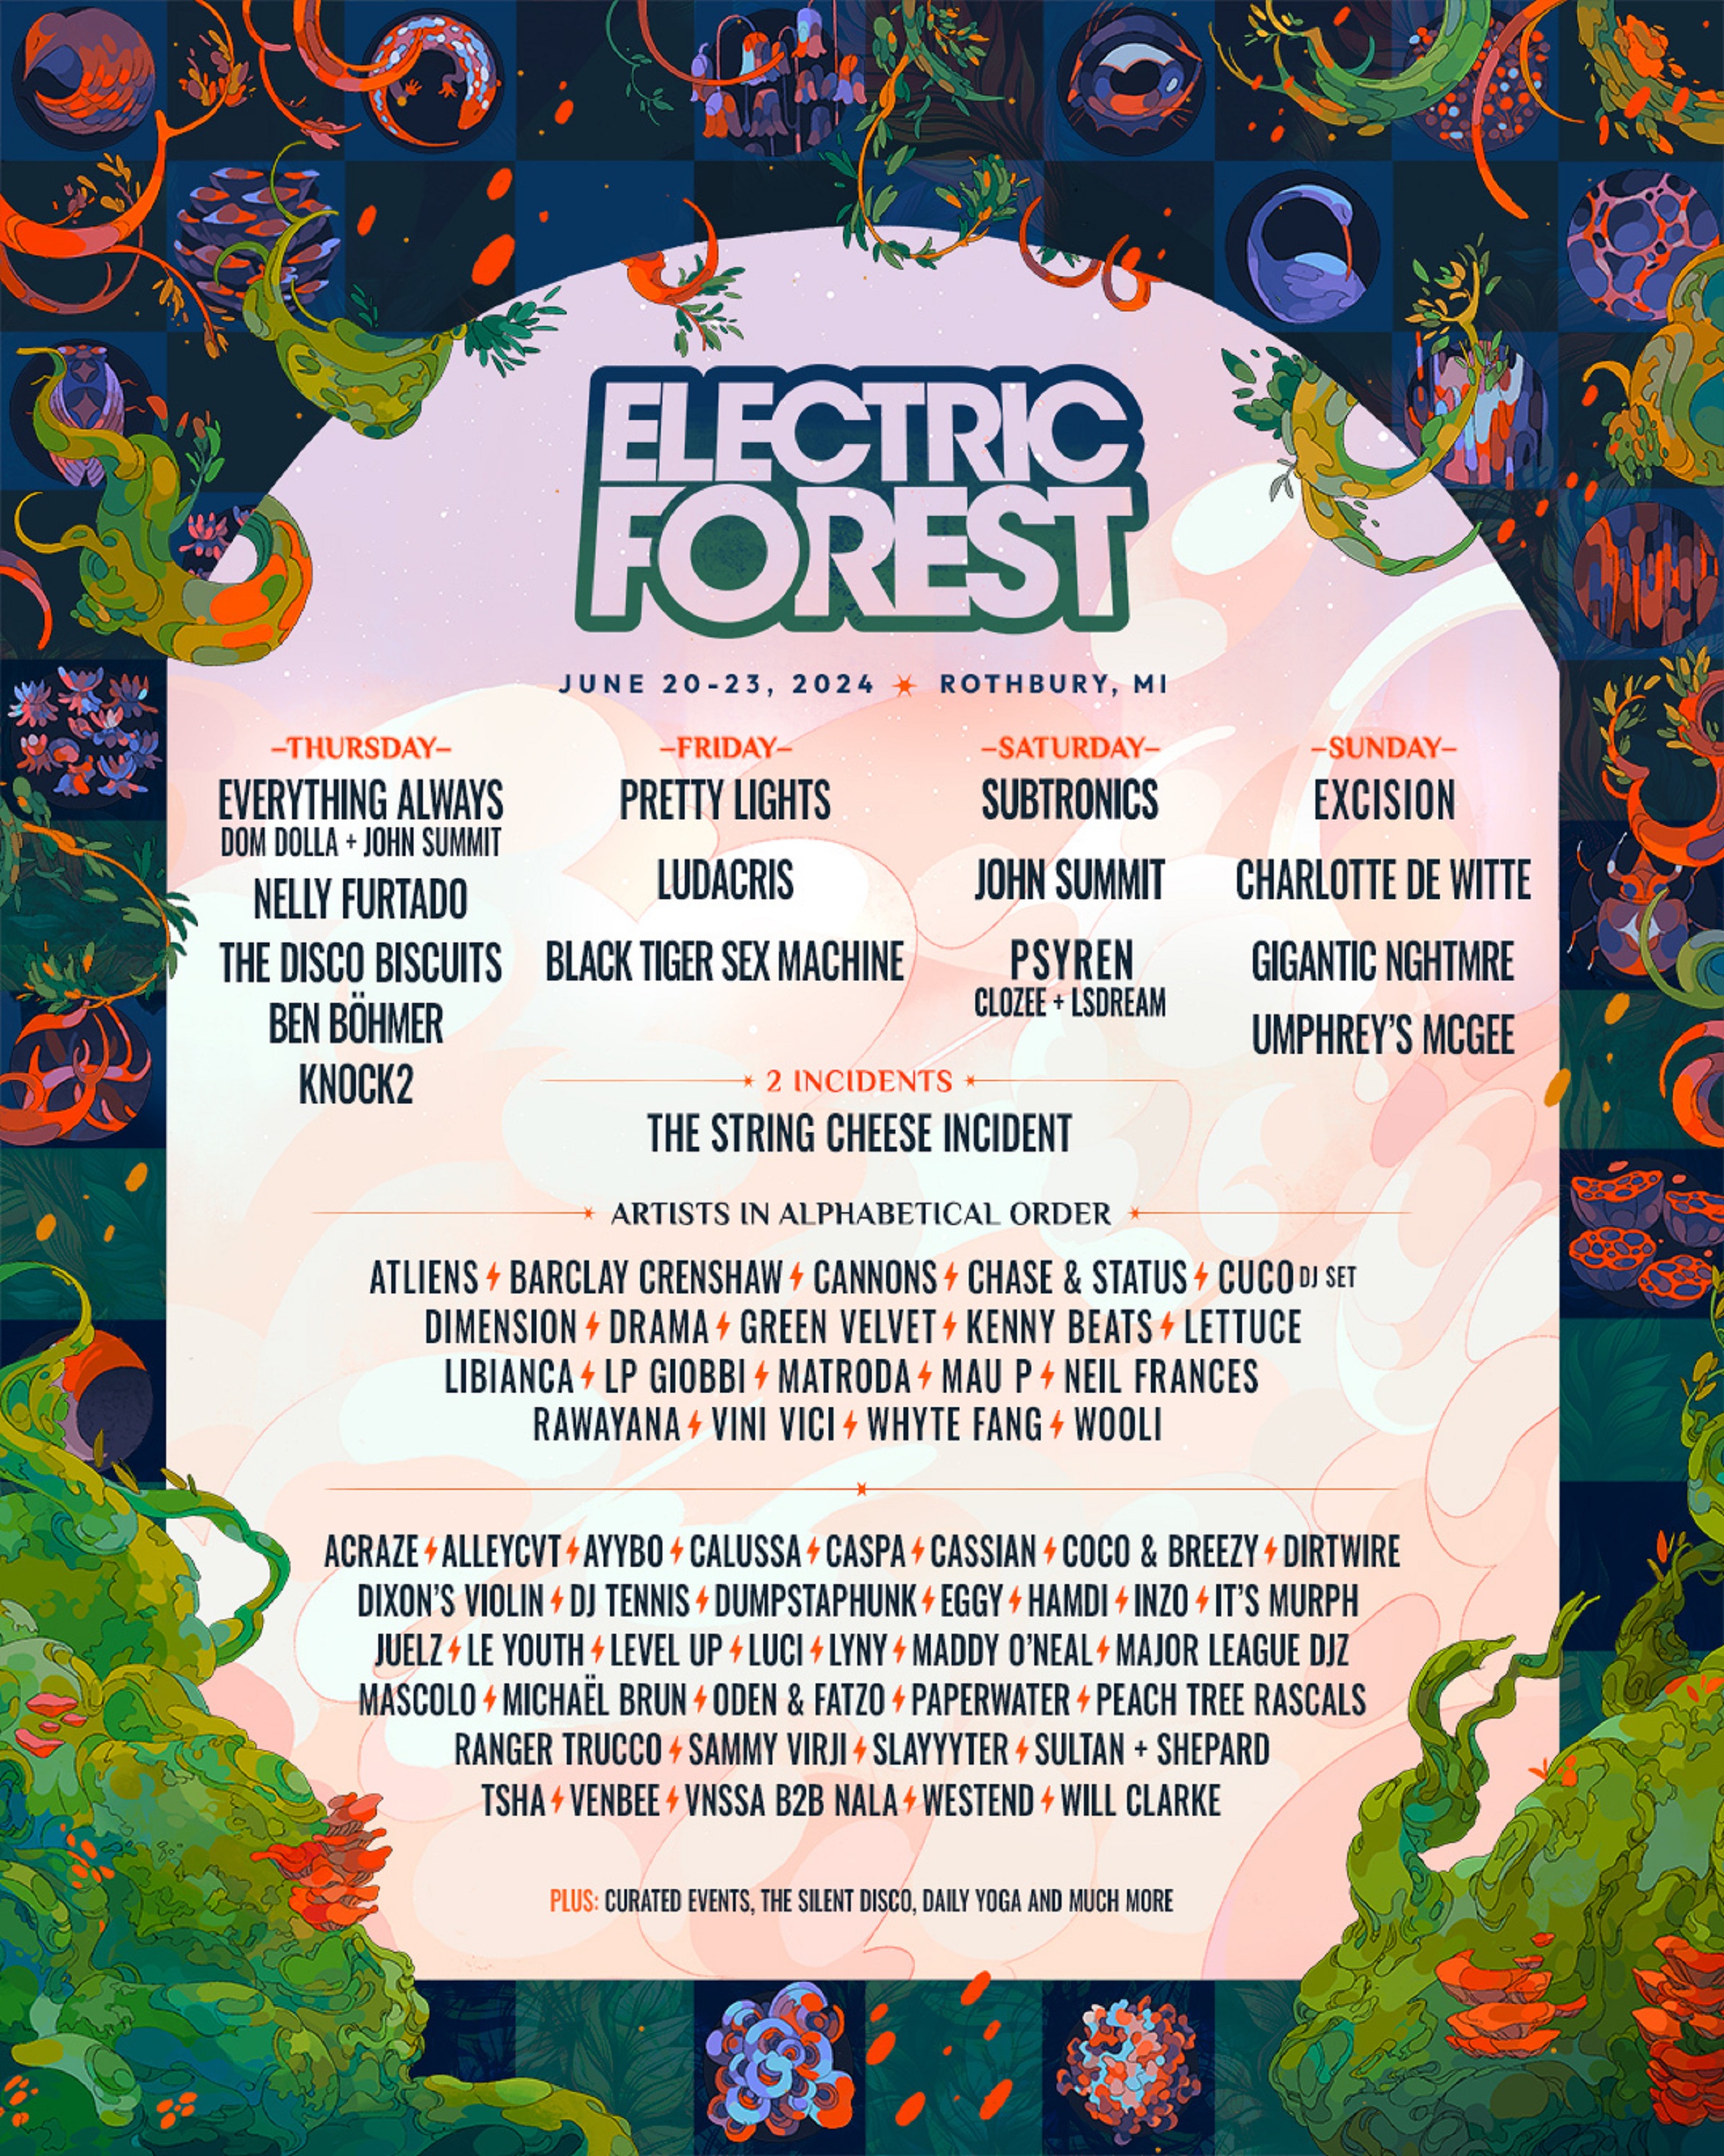 ELECTRIC
FOREST
JUNE 20-23, 2024 ROTHBURY, MI
–THURSDAY–
EVERYTHING ALWAYS
DOM DOLLA + JOHN SUMMIT
NELLY FURTADO
THE DISCO BISCUITS
BEN BÖHMER
KNOCK2
–FRIDAY–
PRETTY LIGHTS
LUDACRIS
BLACK TIGER SEX MACHINE
–SATURDAY–
SUBTRONICS
JOHN SUMMIT
PSYREN
CLOZEE + LSDREAM
–SUNDAY–
EXCISION
CHARLOTTE DE WITTE
GIGANTIC NGHTMRE
UMPHREY'S MCGEE
2 INCIDENTS
THE STRING CHEESE INCIDENT
ARTISTS IN ALPHABETICAL ORDER
ATLIENS BARCLAY CRENSHAW CANNONS CHASE & STATUS CUCO DJ SET
DIMENSION DRAMA GREEN VELVET KENNY BEATS LETTUCE
LIBIANCA LP GIOBBI MATRODA MAU P NEIL FRANCES
RAWAYANA VINI VICI WHYTE FANG WOOLI
ACRAZE ALLEYCVT AYYBO CALUSSA CASPA CASSIAN COCO & BREEZY DIRTWIRE
DIXON'S VIOLIN DJ TENNIS DUMPSTAPHUNK EGGY HAMDI INZO IT'S MURPH
JUELZ LE YOUTH LEVEL UP LUCI LYNY MADDY O'NEAL MAJOR LEAGUE DJZ
MASCOLO MICHAËL BRUN ODEN & FATZO PAPERWATER PEACH TREE RASCALS
RANGER TRUCCO SAMMY VIRJI SLAYYYTER SULTAN + SHEPARD
TSHA VENBEE VNSSA B2B NALA WESTEND WILL CLARKE
PLUS: CURATED EVENTS, THE SILENT DISCO, DAILY YOGA AND MUCH MORE